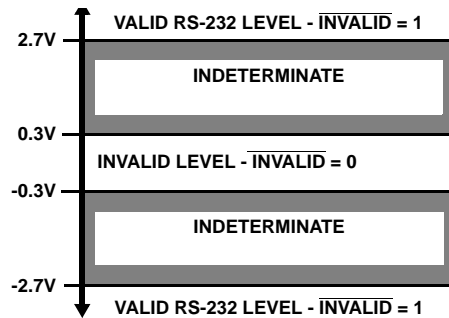 VALID RS-232 LEVEL - INVALID = 1
2.7V
INDETERMINATE
0.3V
INVALID LEVEL - INVALID = 0
-0.3V
INDETERMINATE
-2.7V
VALID RS-232 LEVEL - INVALID = 1